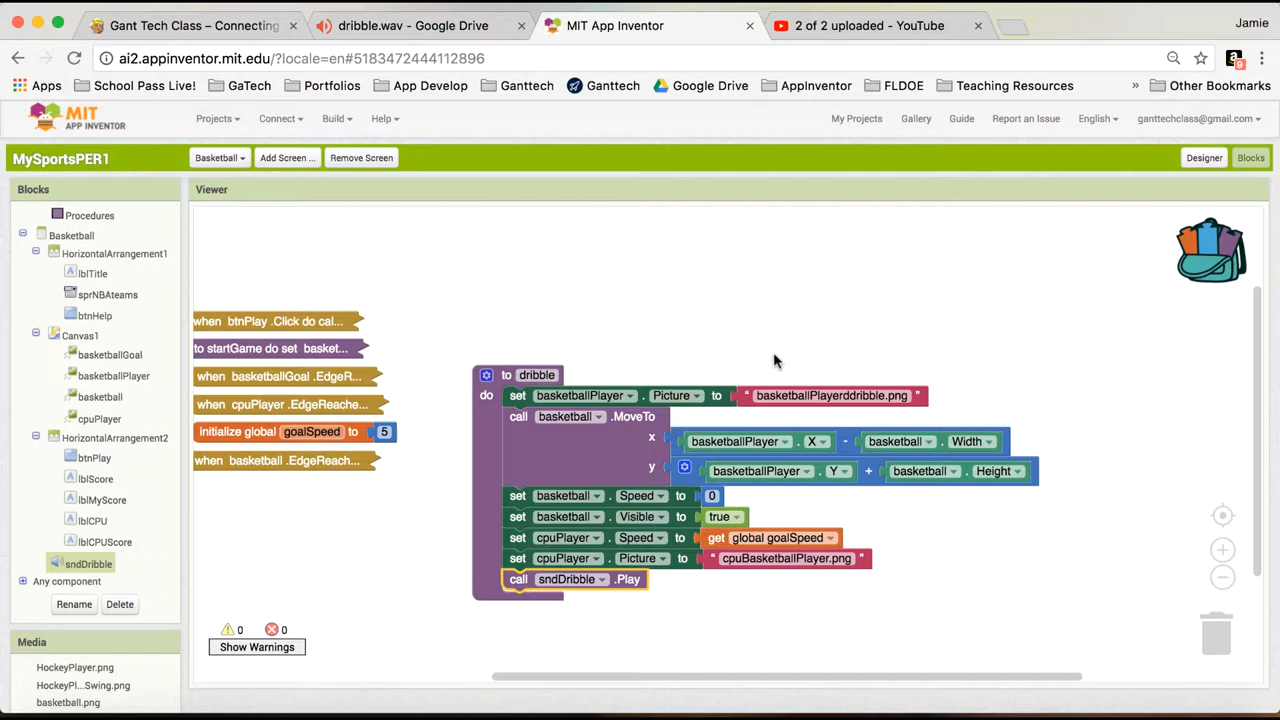 Gant Tech Class – Connecting
dribble.wav - Google Drive
MIT App Inventor
2 of 2 uploaded - YouTube
Jamie
ai2.appinventor.mit.edu/?locale=en#5183472444112896
9
Apps School Pass Live! GaTech Portfolios App Develop Ganttech Ganttech Google Drive AppInventor FLDOE Teaching Resources » Other Bookmarks
MIT
APP INVENTOR
Projects Connect Build Help My Projects Gallery Guide Report an Issue English ganttechclass@gmail.com
MySportsPER1 Basketball Add Screen ... Remove Screen Designer Blocks
Blocks
Procedures
Basketball
HorizontalArrangement1
lblTitle
sprNBAteams
btnHelp
Canvas1
basketballGoal
basketballPlayer
basketball
cpuPlayer
HorizontalArrangement2
btnPlay
lblScore
lblMyScore
lblCPU
lblCPUScore
sndDribble
Any component
Rename Delete
Media
HockeyPlayer.png
HockeyPl...Swing.png
basketball.png
Viewer
when btnPlay .Click do cal...
to startGame do set basket...
when basketballGoal .EdgeR...
when cpuPlayer .EdgeReache...
initialize global goalSpeed to 5
when basketball .EdgeReach...
to dribble
do set basketballPlayer . Picture to " basketballPlayerddribble.png "
call basketball .MoveTo
x basketballPlayer . X - basketball . Width
y basketballPlayer . Y + basketball . Height
set basketball . Speed to 0
set basketball . Visible to true
set cpuPlayer . Speed to get global goalSpeed
set cpuPlayer . Picture to " cpuBasketballPlayer.png "
call sndDribble .Play
0 0
Show Warnings